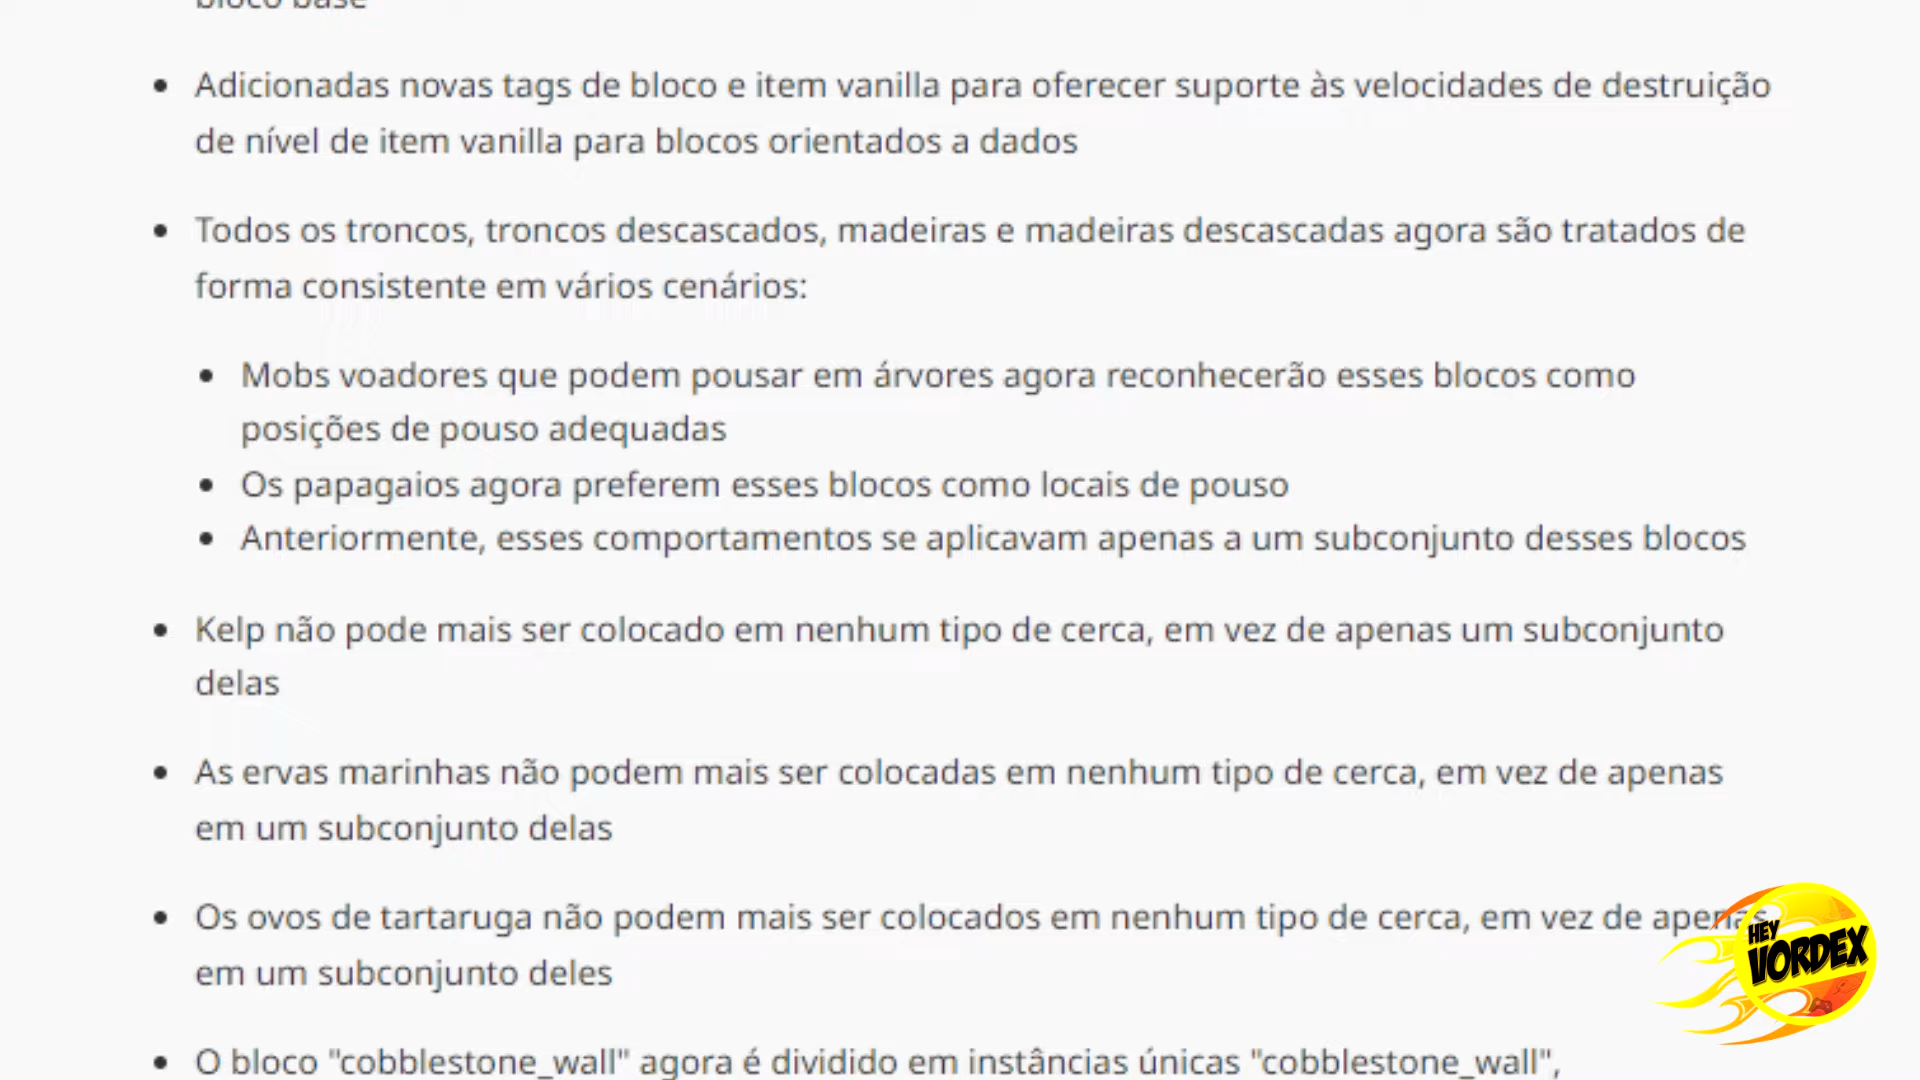 bloco base
• Adicionadas novas tags de bloco e item vanilla para oferecer suporte às velocidades de destruição
de nível de item vanilla para blocos orientados a dados
• Todos os troncos, troncos descascados, madeiras e madeiras descascadas agora são tratados de
forma consistente em vários cenários:
• Mobs voadores que podem pousar em árvores agora reconhecerão esses blocos como
posições de pouso adequadas
• Os papagaios agora preferem esses blocos como locais de pouso
• Anteriormente, esses comportamentos se aplicavam apenas a um subconjunto desses blocos
• Kelp não pode mais ser colocado em nenhum tipo de cerca, em vez de apenas um subconjunto
delas
• As ervas marinhas não podem mais ser colocadas em nenhum tipo de cerca, em vez de apenas
em um subconjunto delas
• Os ovos de tartaruga não podem mais ser colocados em nenhum tipo de cerca, em vez de apenas
em um subconjunto deles
HEY
VORDEX
• O bloco "cobblestone_wall" agora é dividido em instâncias únicas "cobblestone_wall",